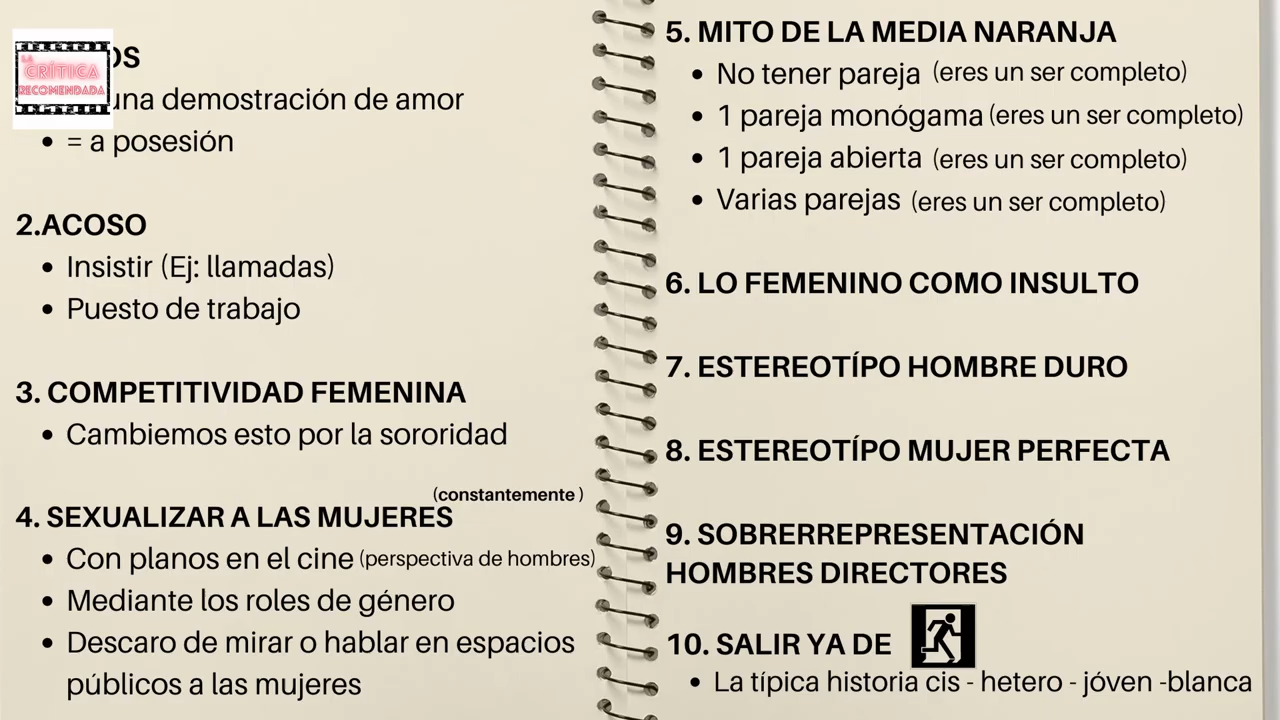 LA
CRÍTICA
RECOMENDADA
OS
una demostración de amor
= a posesión
2.ACOSO
Insistir (Ej: llamadas)
Puesto de trabajo
3. COMPETITIVIDAD FEMENINA
Cambiemos esto por la sororidad
(constantemente )
4. SEXUALIZAR A LAS MUJERES
Con planos en el cine (perspectiva de hombres)
Mediante los roles de género
Descaro de mirar o hablar en espacios
públicos a las mujeres
5. MITO DE LA MEDIA NARANJA
No tener pareja (eres un ser completo)
1 pareja monógama (eres un ser completo)
1 pareja abierta (eres un ser completo)
Varias parejas (eres un ser completo)
6. LO FEMENINO COMO INSULTO
7. ESTEREOTÍPO HOMBRE DURO
8. ESTEREOTÍPO MUJER PERFECTA
9. SOBRERREPRESENTACIÓN
HOMBRES DIRECTORES
10. SALIR YA DE
La típica historia cis - hetero - jóven -blanca